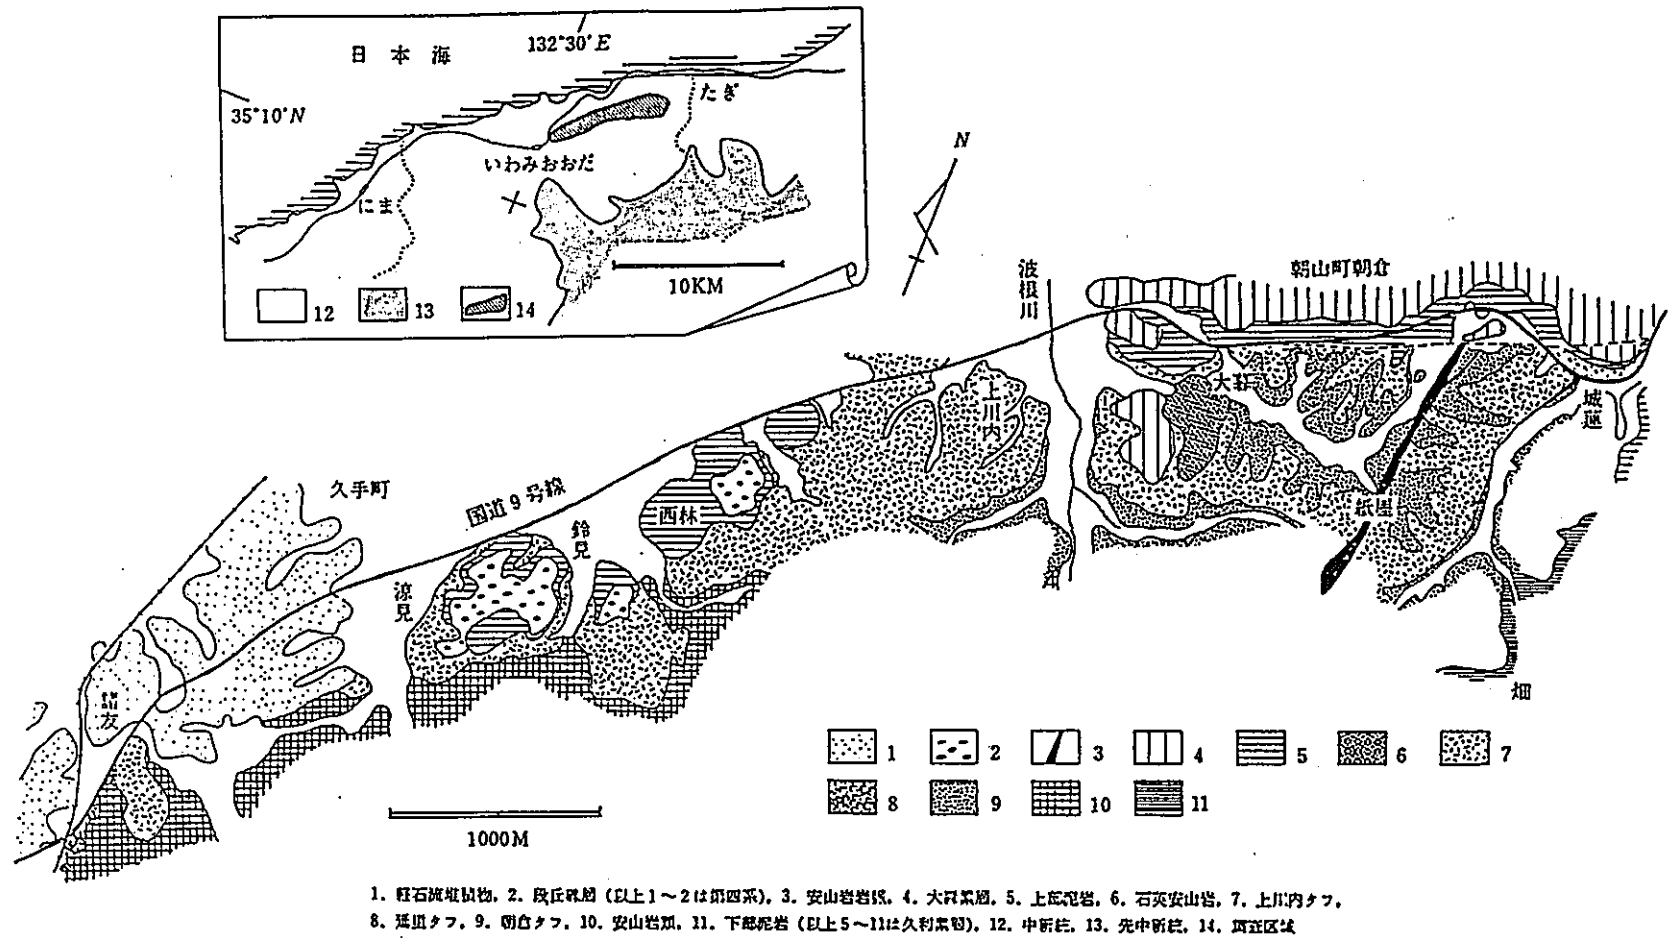 日本海
132°30'E
35°10'N
たぎ
いわみおおだ
にま
10KM
12
13
14
N
波根川
朝山町朝倉
大
上川内
城
久手町
国道9号線
西林
鈴見
涼見
祇園
友
畑
畑
1000M
1
2
3
4
5
6
7
8
9
10
11
1. 軽石流堆積物, 2. 段丘礫層 (以上1～2は第四系), 3. 安山岩岩脈, 4. 大森累層, 5. 上部泥岩, 6. 石英安山岩, 7. 上川内タフ,
8. タフ, 9. 朝倉タフ, 10. 安山岩類, 11. 下部泥岩 (以上5～11は久利累層), 12. 中新統, 13. 先中新統, 14. 調査区域